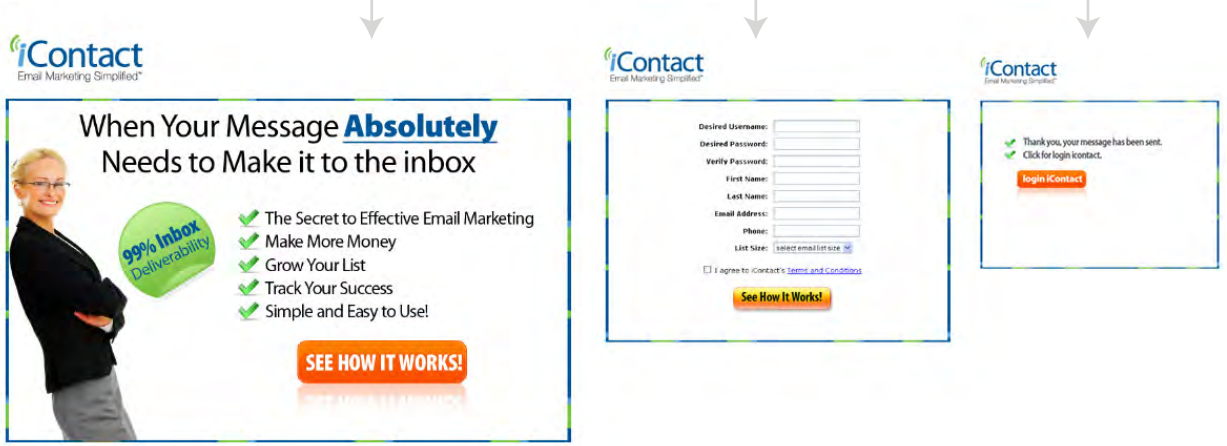 iContact
Email Marketing Simplified™
When Your Message Absolutely
Needs to Make it to the inbox
99% Inbox
Deliverability
The Secret to Effective Email Marketing
Make More Money
Grow Your List
Track Your Success
Simple and Easy to Use!
SEE HOW IT WORKS!
iContact
Email Marketing Simplified™
Desired Username:
Desired Password:
Verify Password:
First Name:
Last Name:
Email Address:
Phone:
List Size: select email list size
I agree to iContact's Terms and Conditions
See How It Works!
iContact
Email Marketing Simplified™
Thank you, your message has been sent.
Click for login icontact.
login iContact